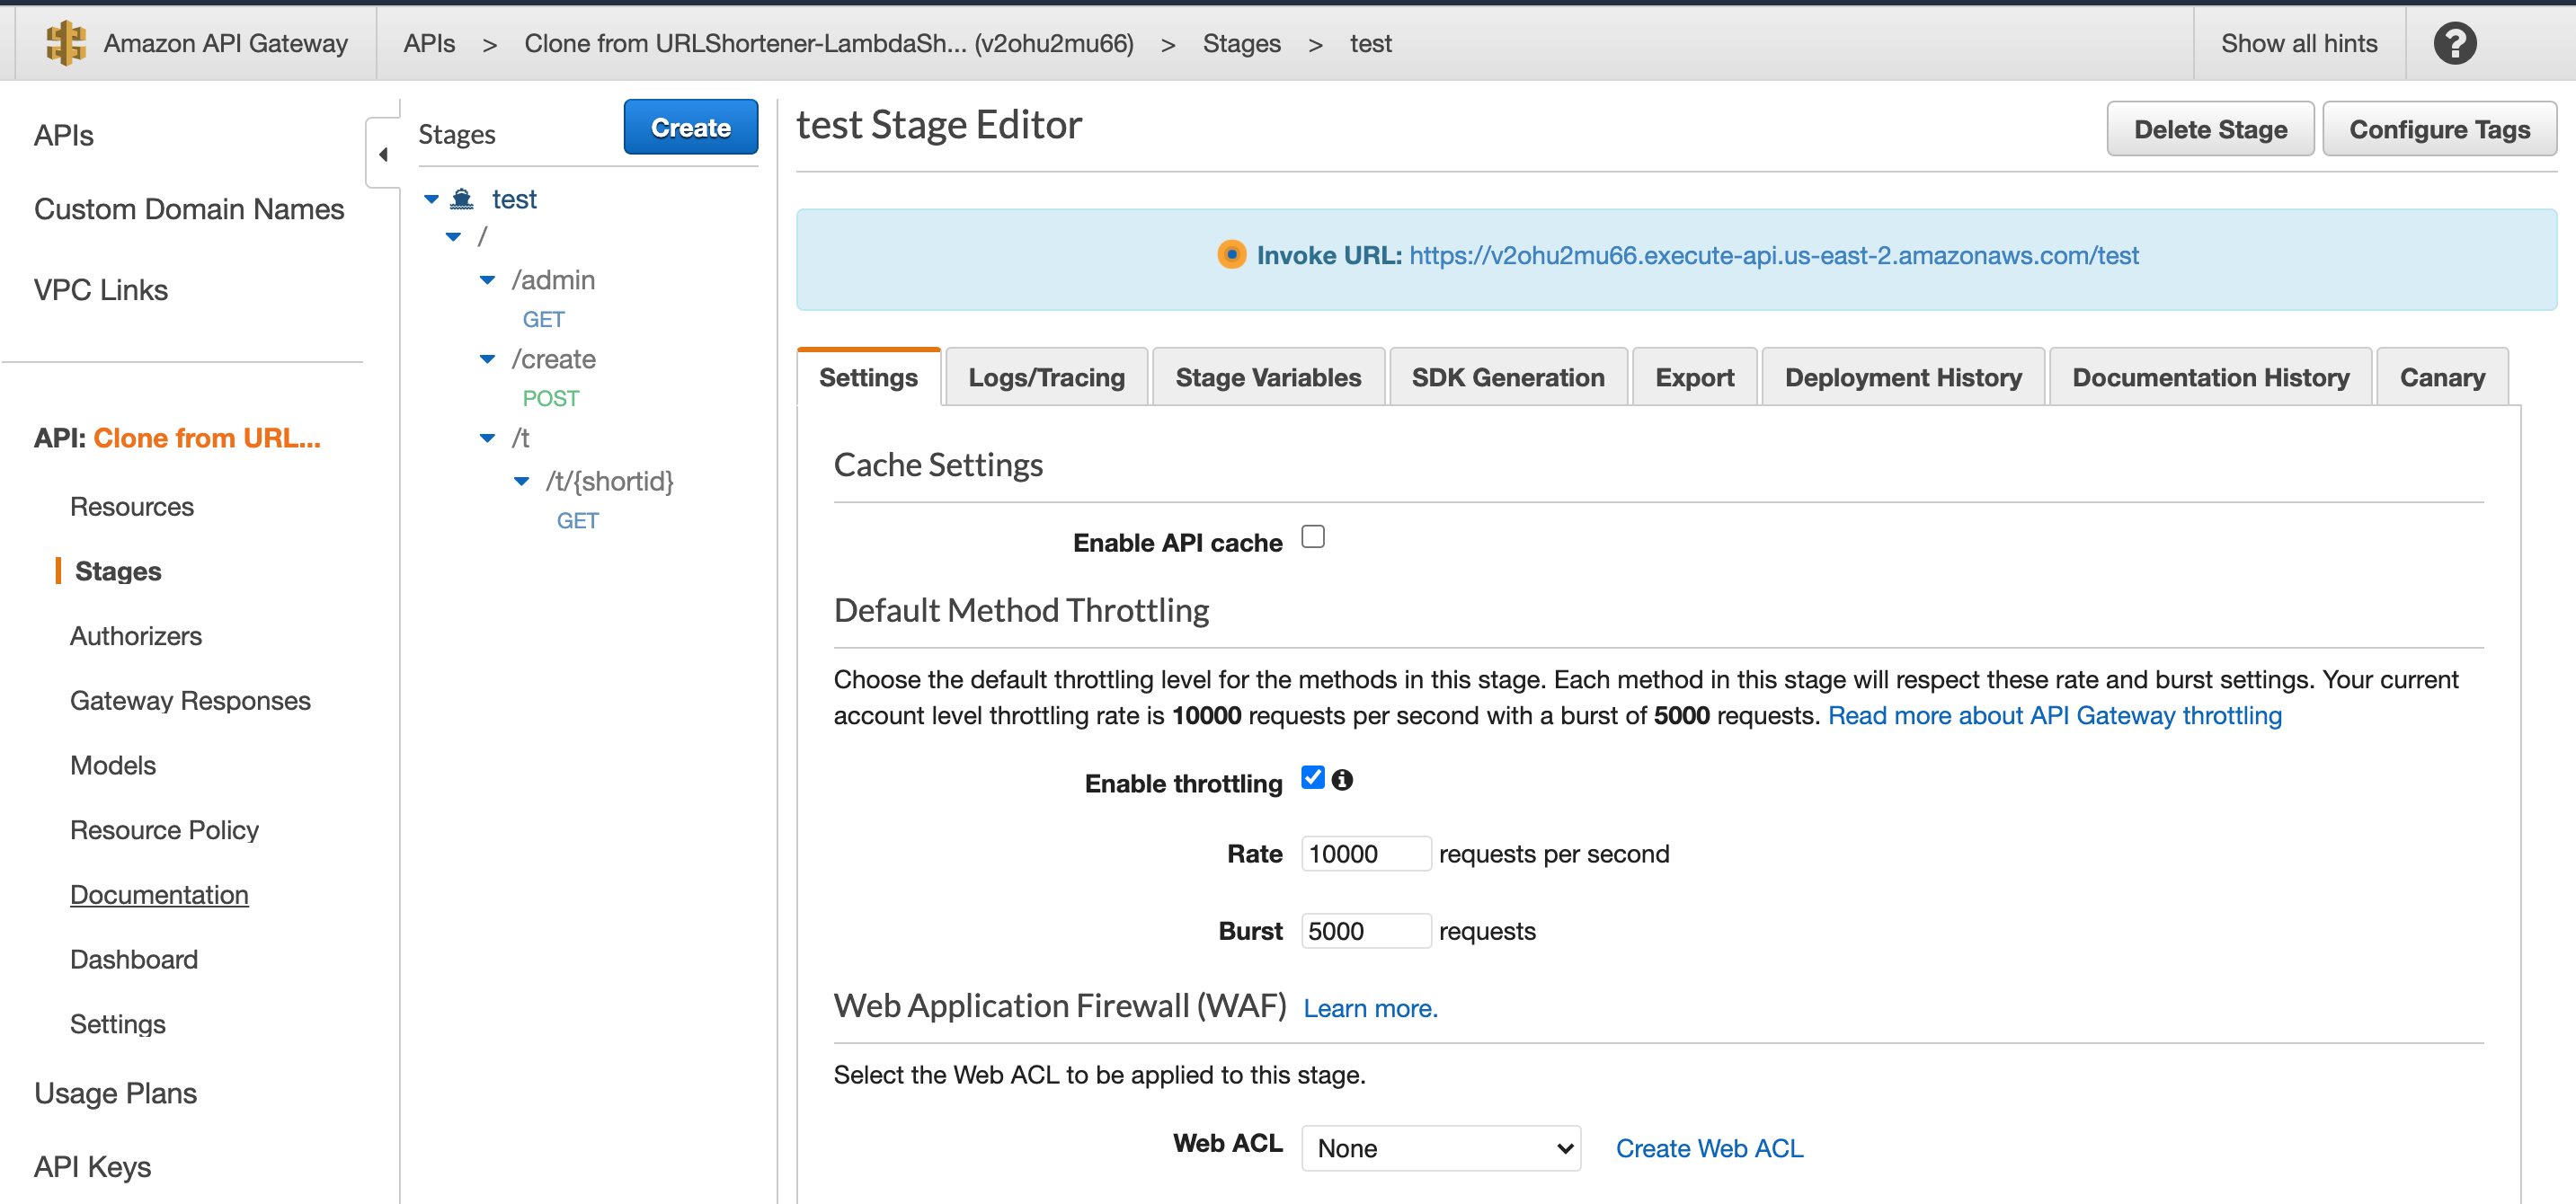 Amazon API Gateway
APIs > Clone from URLShortener-LambdaSh... (v2ohu2mu66) > Stages > test
Show all hints
?
APIs
Custom Domain Names
VPC Links
API: Clone from URL...
Resources
Stages
Authorizers
Gateway Responses
Models
Resource Policy
Documentation
Dashboard
Settings
Usage Plans
API Keys
Stages
Create
test
/
/admin
GET
/create
POST
/t
/t/{shortid}
GET
test Stage Editor
Delete Stage
Configure Tags
Invoke URL: https://v2ohu2mu66.execute-api.us-east-2.amazonaws.com/test
Settings
Logs/Tracing
Stage Variables
SDK Generation
Export
Deployment History
Documentation History
Canary
Cache Settings
Enable API cache
Default Method Throttling
Choose the default throttling level for the methods in this stage. Each method in this stage will respect these rate and burst settings. Your current
account level throttling rate is 10000 requests per second with a burst of 5000 requests. Read more about API Gateway throttling
Enable throttling
Rate 10000 requests per second
Burst 5000 requests
Web Application Firewall (WAF) Learn more.
Select the Web ACL to be applied to this stage.
Web ACL None Create Web ACL